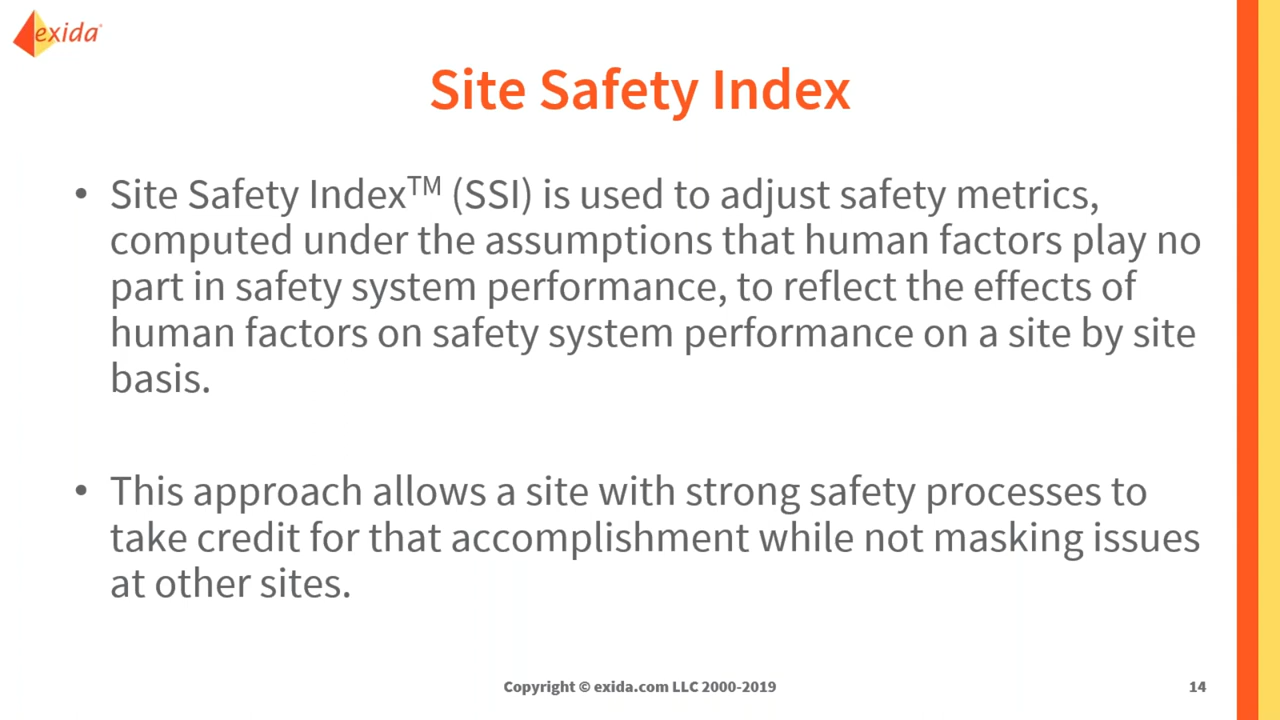 exida®
Site Safety Index
• Site Safety Index™ (SSI) is used to adjust safety metrics,
computed under the assumptions that human factors play no
part in safety system performance, to reflect the effects of
human factors on safety system performance on a site by site
basis.
• This approach allows a site with strong safety processes to
take credit for that accomplishment while not masking issues
at other sites.
Copyright © exida.com LLC 2000-2019
14